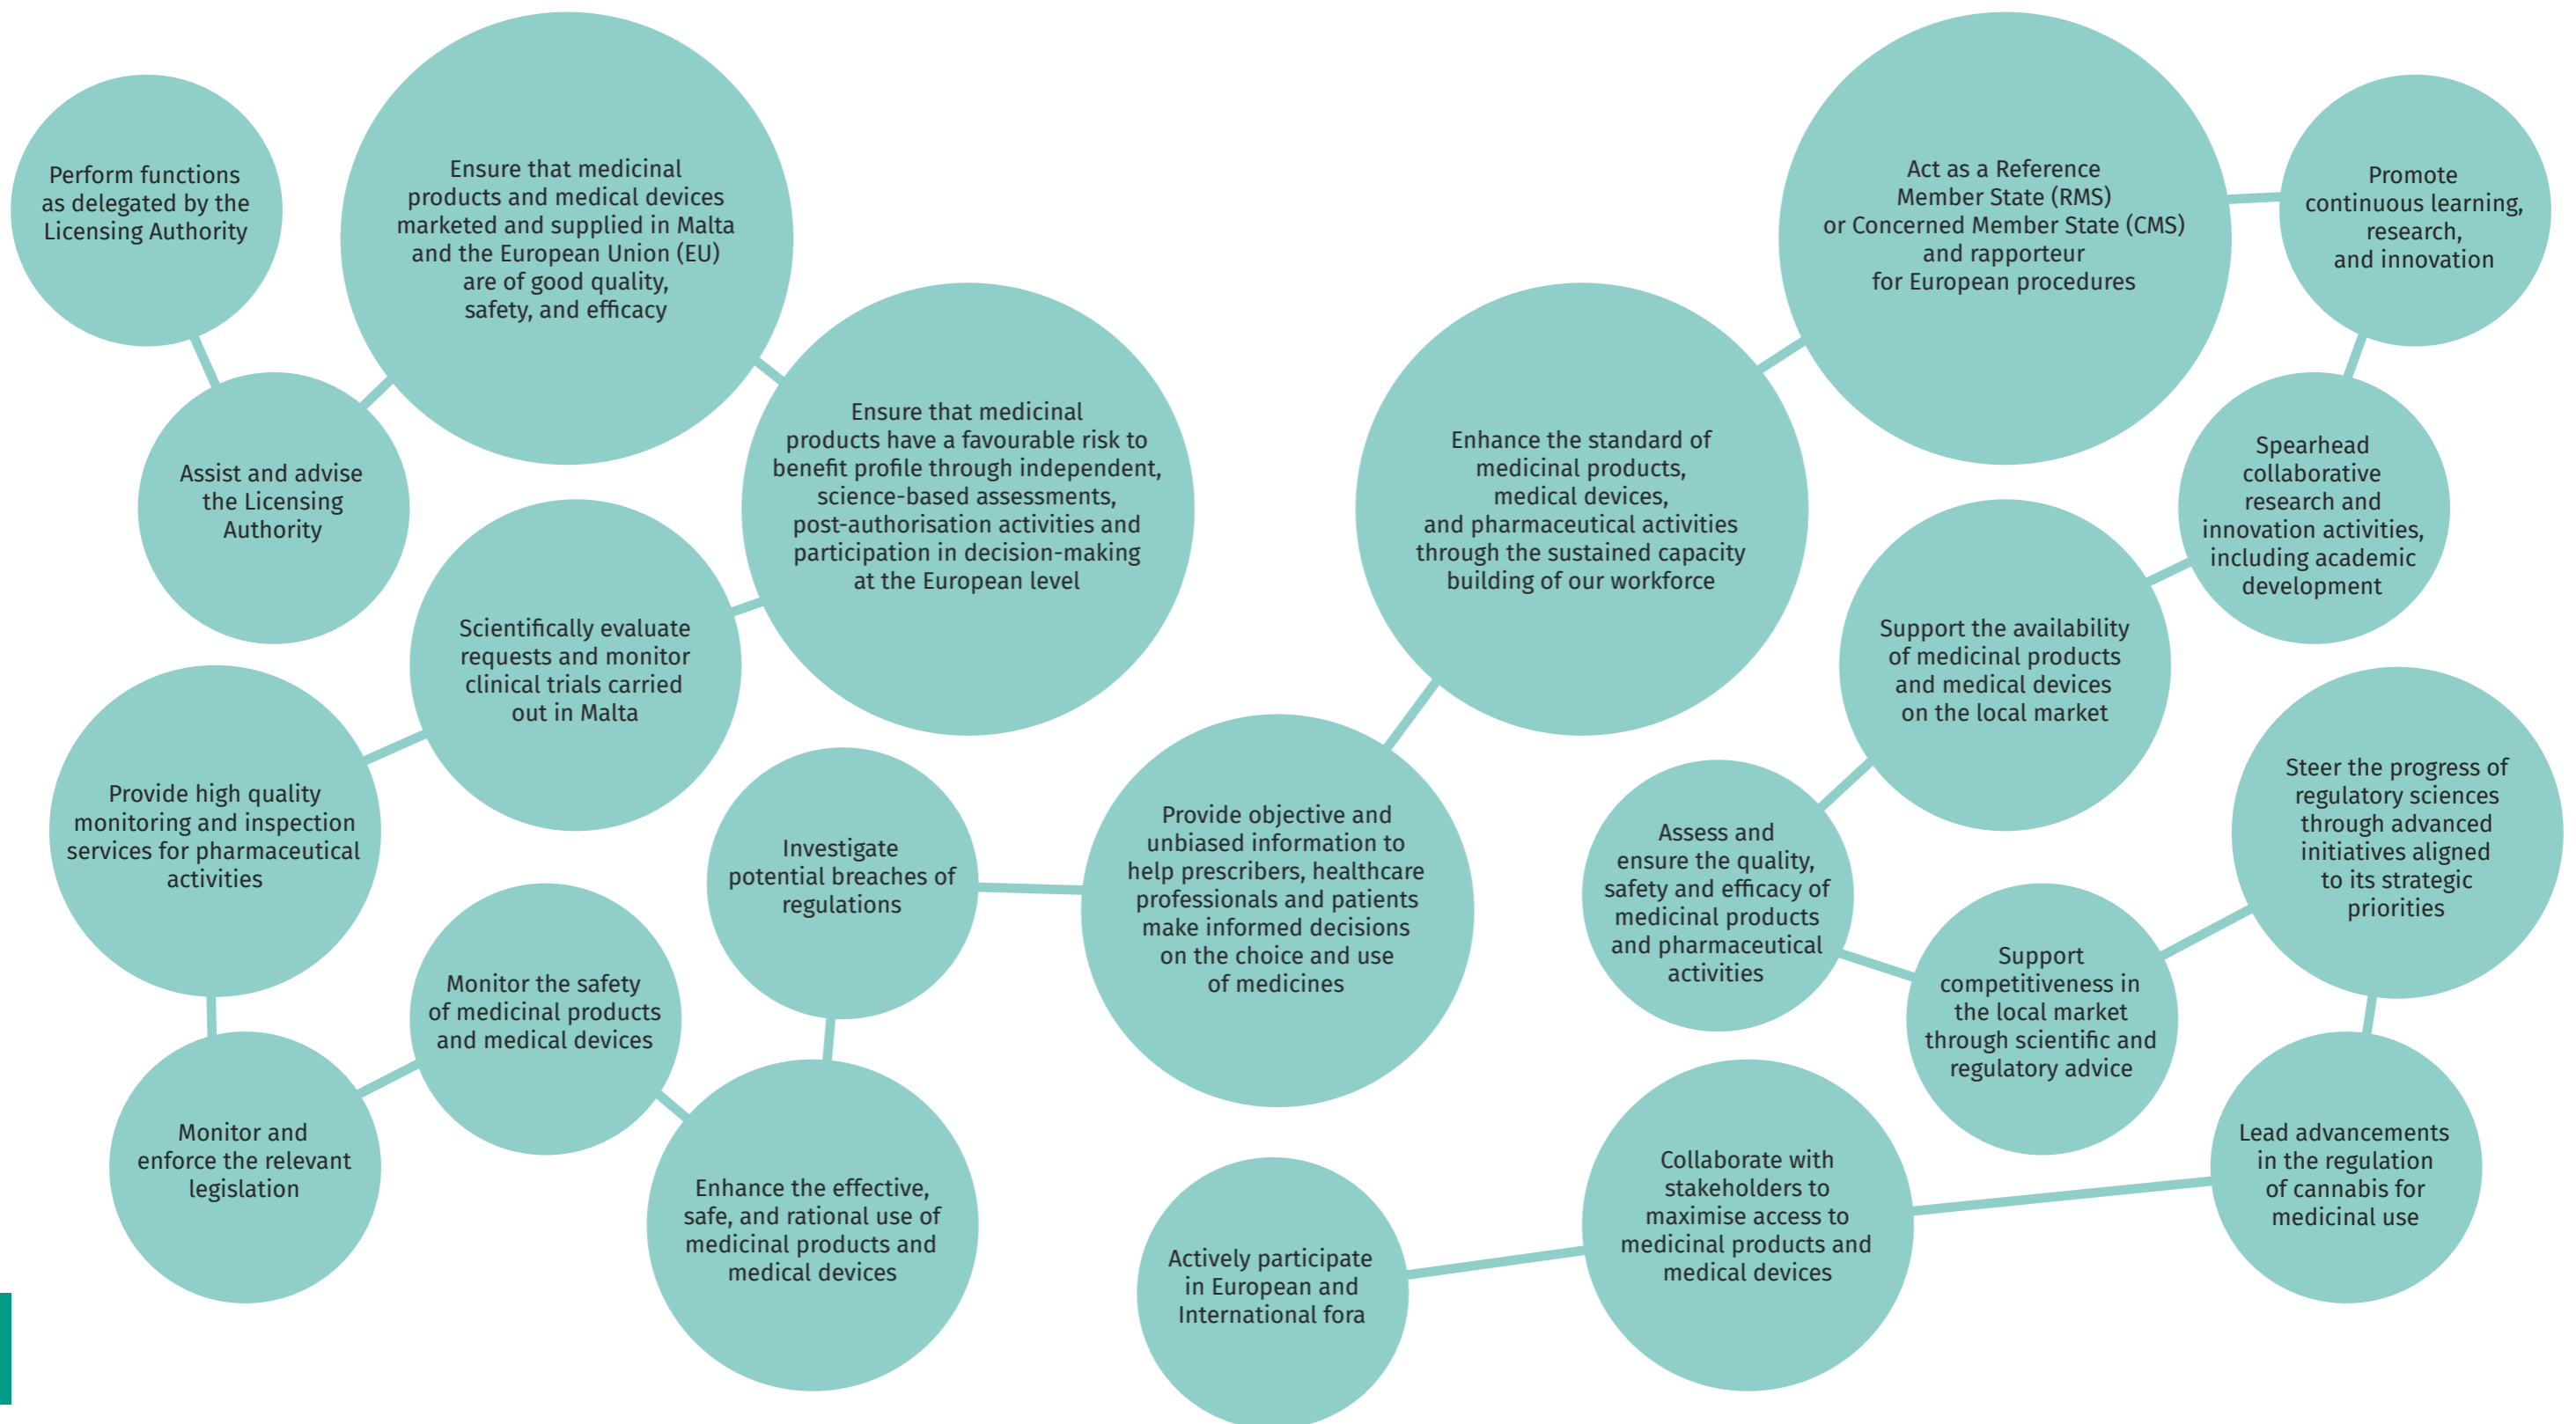 Perform functions
as delegated by the
Licensing Authority
Assist and advise
the Licensing
Authority
Ensure that medicinal
products and medical devices
marketed and supplied in Malta
and the European Union (EU)
are of good quality,
safety, and efficacy
Ensure that medicinal
products have a favourable risk to
benefit profile through independent,
science-based assessments,
post-authorisation activities and
participation in decision-making
at the European level
Scientifically evaluate
requests and monitor
clinical trials carried
out in Malta
Provide high quality
monitoring and inspection
services for pharmaceutical
activities
Monitor and
enforce the relevant
legislation
Monitor the safety
of medicinal products
and medical devices
Enhance the effective,
safe, and rational use of
medicinal products and
medical devices
Investigate
potential breaches of
regulations
Provide objective and
unbiased information to
help prescribers, healthcare
professionals and patients
make informed decisions
on the choice and use
of medicines
Enhance the standard of
medicinal products,
medical devices,
and pharmaceutical activities
through the sustained capacity
building of our workforce
Act as a Reference
Member State (RMS)
or Concerned Member State (CMS)
and rapporteur
for European procedures
Promote
continuous learning,
research,
and innovation
Spearhead
collaborative
research and
innovation activities,
including academic
development
Support the availability
of medicinal products
and medical devices
on the local market
Assess and
ensure the quality,
safety and efficacy of
medicinal products
and pharmaceutical
activities
Support
competitiveness in
the local market
through scientific and
regulatory advice
Steer the progress of
regulatory sciences
through advanced
initiatives aligned
to its strategic
priorities
Lead advancements
in the regulation
of cannabis for
medicinal use
Collaborate with
stakeholders to
maximise access to
medicinal products and
medical devices
Actively participate
in European and
International fora